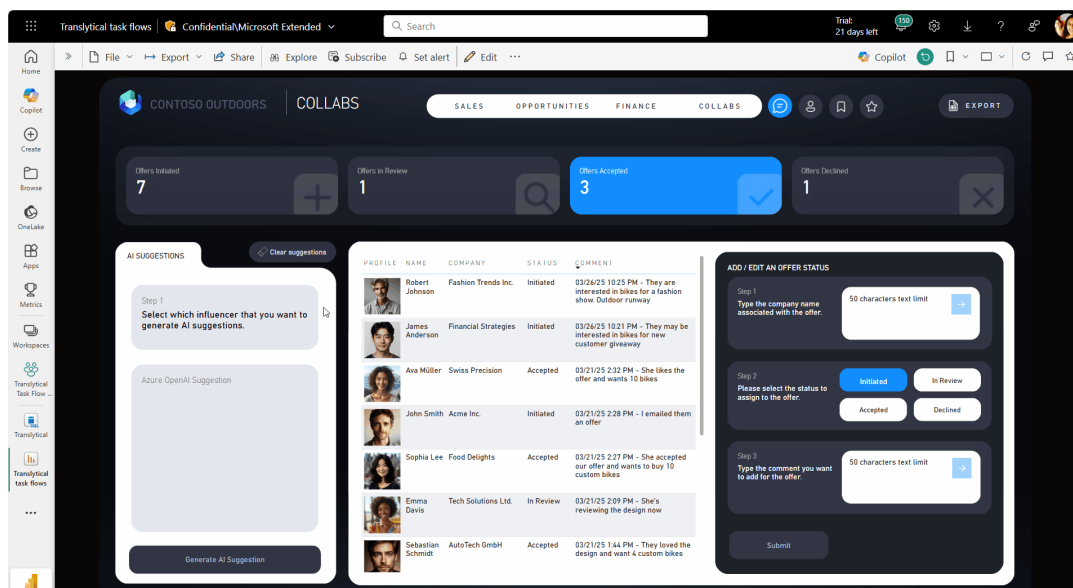 Translytical task flows
Confidential\Microsoft Extended
Search
Trial:
21 days left
150
File
Export
Share
Explore
Subscribe
Set alert
Edit
Copilot
Home
Copilot
Create
Browse
OneLake
Apps
Metrics
Workspaces
Translytical
Task Flow ...
Translytical
Translytical
task flows
CONTOSO OUTDOORS
COLLABS
SALES
OPPORTUNITIES
FINANCE
COLLABS
EXPORT
Offers Initiated
7
Offers in Review
1
Offers Accepted
3
Offers Declined
1
AI SUGGESTIONS
Clear suggestions
Step 1
Select which influencer that you want to
generate AI suggestions.
Azure OpenAI Suggestion
Generate AI Suggestion
PROFILE NAME COMPANY STATUS COMMENT
Robert Fashion Trends Inc. Initiated 03/26/25 10:25 PM - They are
Johnson interested in bikes for a fashion
show. Outdoor runway
James Financial Strategies Initiated 03/26/25 10:21 PM - They may be
Anderson interested in bikes for new
customer giveaway
Ava Müller Swiss Precision Accepted 03/21/25 2:32 PM - She likes the
offer and wants 10 bikes
John Smith Acme Inc. Initiated 03/21/25 2:28 PM - I emailed them
an offer
Sophia Lee Food Delights Accepted 03/21/25 2:27 PM - She accepted
our offer and wants to buy 10
custom bikes
Emma Tech Solutions Ltd. In Review 03/21/25 2:09 PM - She's
Davis reviewing the design now
Sebastian AutoTech GmbH Accepted 03/21/25 1:44 PM - They loved the
Schmidt design and want 4 custom bikes
ADD / EDIT AN OFFER STATUS
Step 1
Type the company name
associated with the offer.
50 characters text limit
Step 2
Please select the status to
assign to the offer.
Initiated
In Review
Accepted
Declined
Step 3
Type the comment you want
to add for the offer.
50 characters text limit
Submit